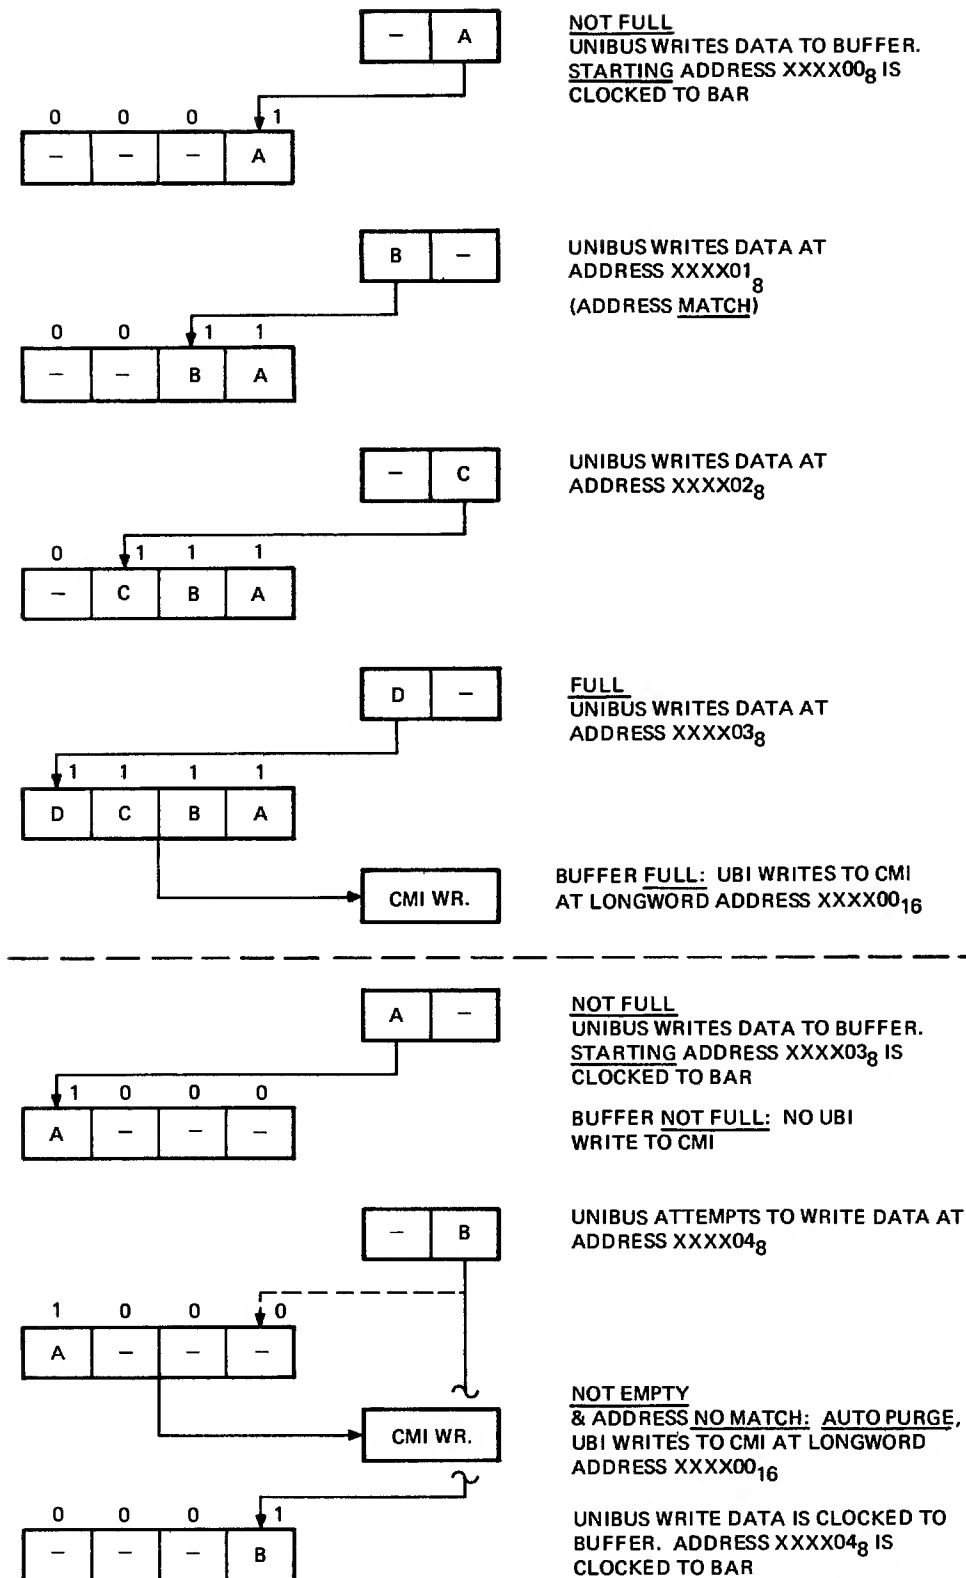 – A
NOT FULL
UNIBUS WRITES DATA TO BUFFER.
STARTING ADDRESS XXXX00₈ IS
CLOCKED TO BAR
0 0 0 1
– – – A
B –
UNIBUS WRITES DATA AT
ADDRESS XXXX01₈
(ADDRESS MATCH)
0 0 1 1
– – B A
– C
UNIBUS WRITES DATA AT
ADDRESS XXXX02₈
0 1 1 1
– C B A
D –
FULL
UNIBUS WRITES DATA AT
ADDRESS XXXX03₈
1 1 1 1
D C B A
CMI WR.
BUFFER FULL: UBI WRITES TO CMI
AT LONGWORD ADDRESS XXXX00₁₆
A –
NOT FULL
UNIBUS WRITES DATA TO BUFFER.
STARTING ADDRESS XXXX03₈ IS
CLOCKED TO BAR
1 0 0 0
A – – –
BUFFER NOT FULL: NO UBI
WRITE TO CMI
– B
UNIBUS ATTEMPTS TO WRITE DATA AT
ADDRESS XXXX04₈
1 0 0 0
A – – –
CMI WR.
NOT EMPTY
& ADDRESS NO MATCH: AUTO PURGE,
UBI WRITES TO CMI AT LONGWORD
ADDRESS XXXX00₁₆
0 0 0 1
– – – B
UNIBUS WRITE DATA IS CLOCKED TO
BUFFER. ADDRESS XXXX04₈ IS
CLOCKED TO BAR